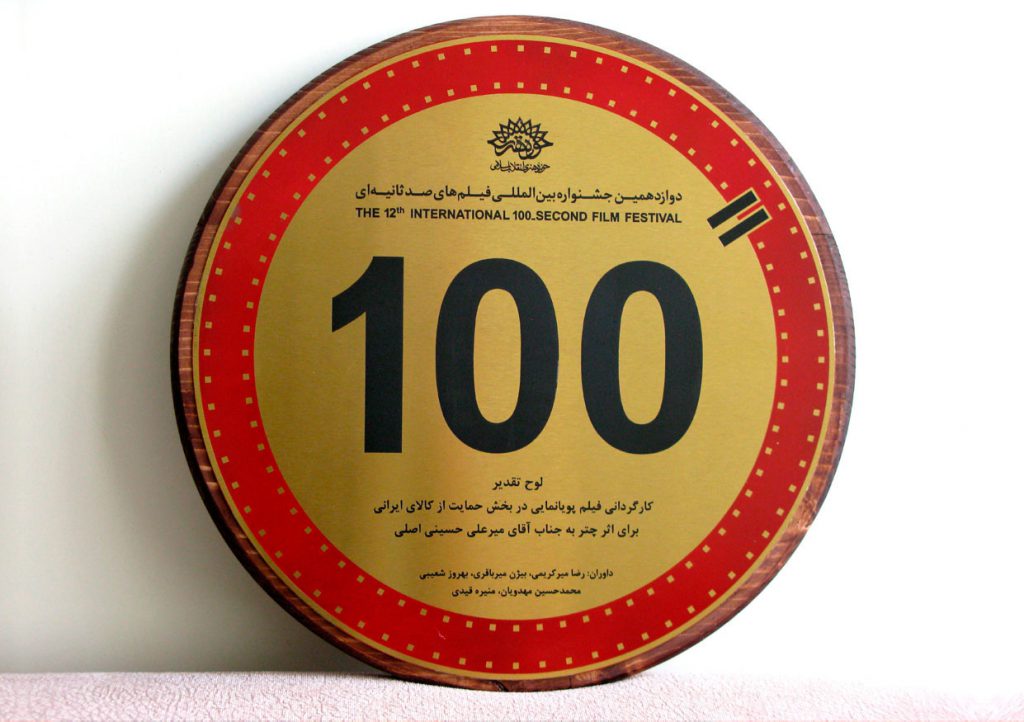 حوزه هنری انقلاب اسلامی
دوازدهمین جشنواره بین‌المللی فیلم‌های صد ثانیه‌ای
THE 12th INTERNATIONAL 100-SECOND FILM FESTIVAL
100"
لوح تقدیر
کارگردانی فیلم پویانمایی در بخش حمایت از کالای ایرانی
برای اثر چتر به جناب آقای میرعلی حسینی اصلی
داوران: رضا میرکریمی، بیژن میرباقری، بهروز شعیبی
محمدحسین مهدویان، منیره قیدی